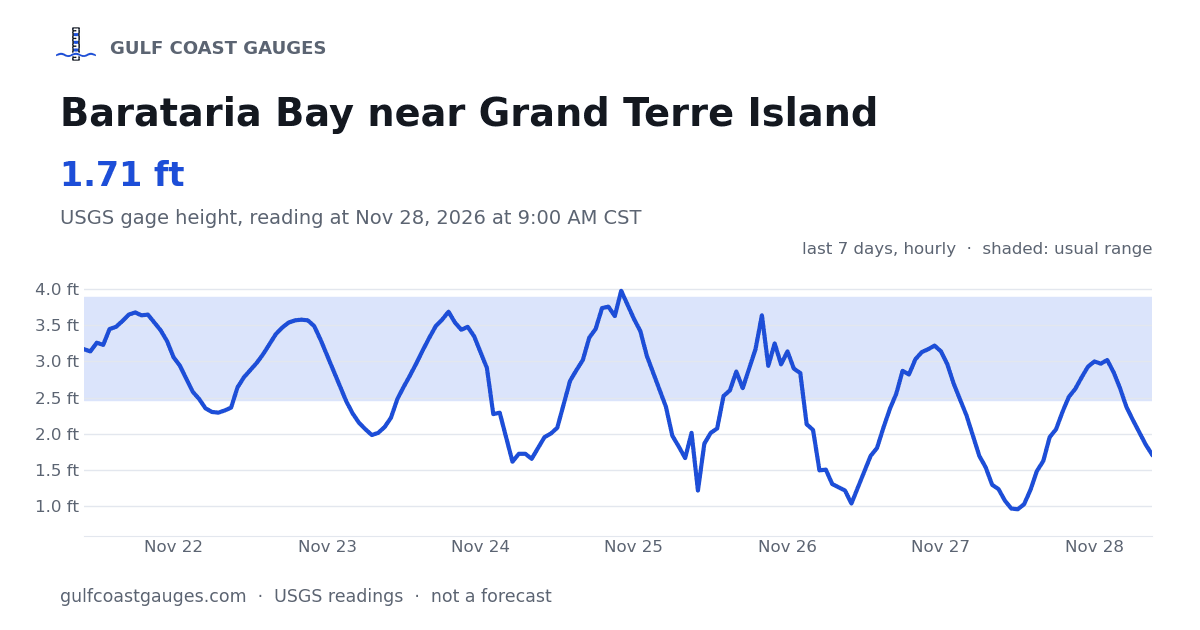 GULF COAST GAUGES
Barataria Bay near Grand Terre Island
1.71 ft
USGS gage height, reading at Nov 28, 2026 at 9:00 AM CST
last 7 days, hourly · shaded: usual range
4.0 ft
3.5 ft
3.0 ft
2.5 ft
2.0 ft
1.5 ft
1.0 ft
Nov 22 Nov 23 Nov 24 Nov 25 Nov 26 Nov 27 Nov 28
gulfcoastgauges.com · USGS readings · not a forecast